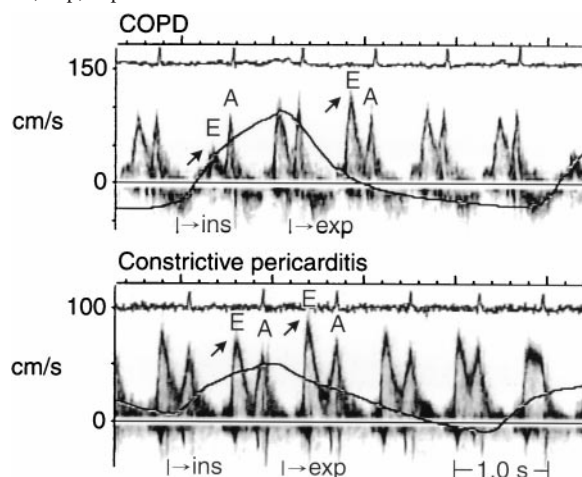 COPD
150
E
A
E
A
cm/s
0
→ins
→exp
Constrictive pericarditis
100
E
A
E
A
cm/s
0
→ins
→exp
1.0 s